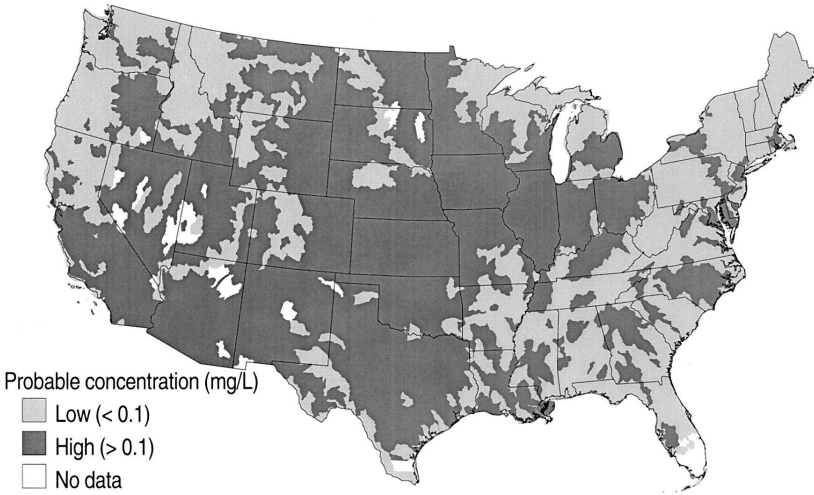 Probable concentration (mg/L)
Low (< 0.1)
High (> 0.1)
No data